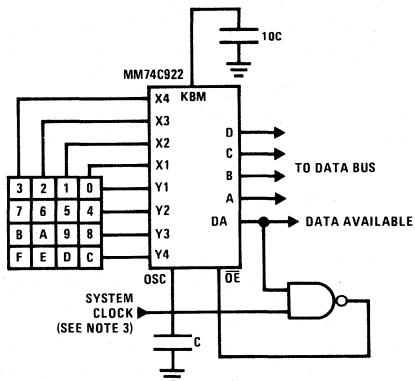 10C
MM74C922
KBM
X4
X3
X2
X1
Y1
Y2
Y3
Y4
D
C
B
A
DA
TO DATA BUS
DATA AVAILABLE
3 2 1 0
7 6 5 4
B A 9 8
F E D C
OSC
OE
SYSTEM
CLOCK
(SEE NOTE 3)
C